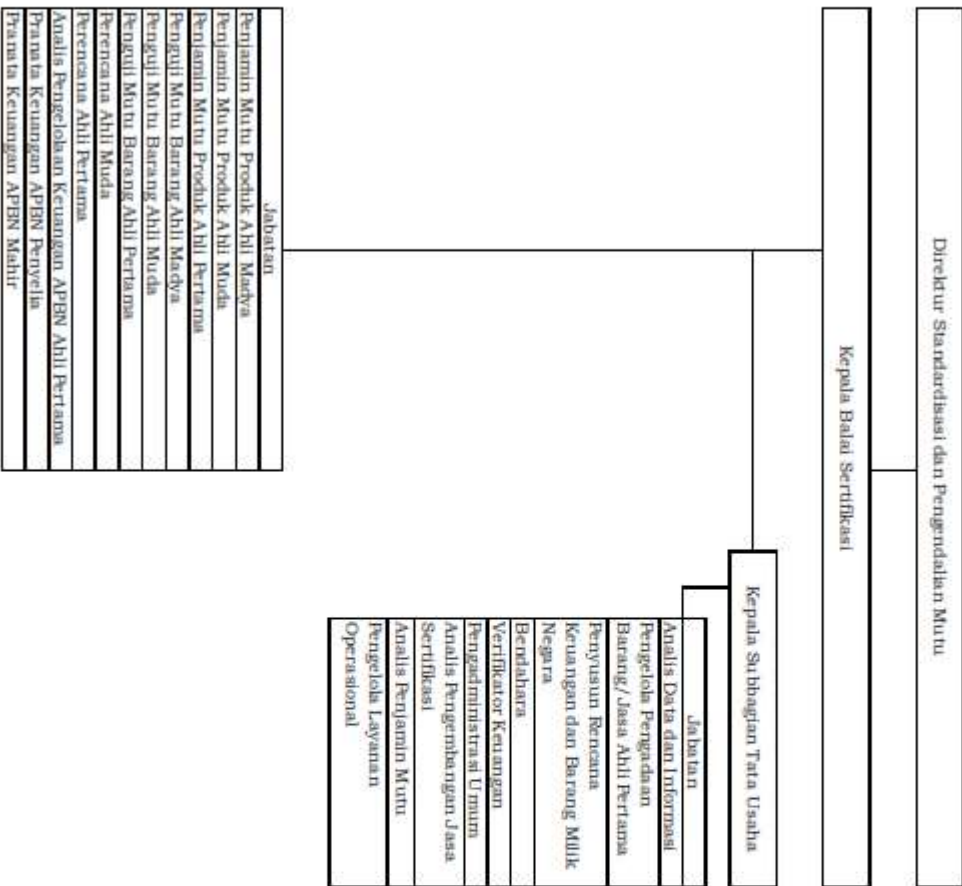 Direktur Standardisasi dan Pengendalian Mutu
Kepala Balai Sertifikasi
Kepala Subbagian Tata Usaha
Jabatan
Analis Data dan Informasi
Pengelola Pengadaan
Barang/Jasa Ahli Pertama
Penyusun Rencana
Keuangan dan Barang Milik
Negara
Bendahara
Verifikator Keuangan
Pengadministrasi Umum
Analis Pengembangan Jasa
Sertifikasi
Analis Penjamin Mutu
Pengelola Layanan
Operasional
Jabatan
Penjamin Mutu Produk Ahli Madya
Penjamin Mutu Produk Ahli Muda
Penjamin Mutu Produk Ahli Pertama
Penguji Mutu Barang Ahli Madya
Penguji Mutu Barang Ahli Muda
Penguji Mutu Barang Ahli Pertama
Perencana Ahli Muda
Perencana Ahli Pertama
Analis Pengelolaan Keuangan APBN Ahli Pertama
Pranata Keuangan APBN Penyelia
Pranata Keuangan APBN Mahir